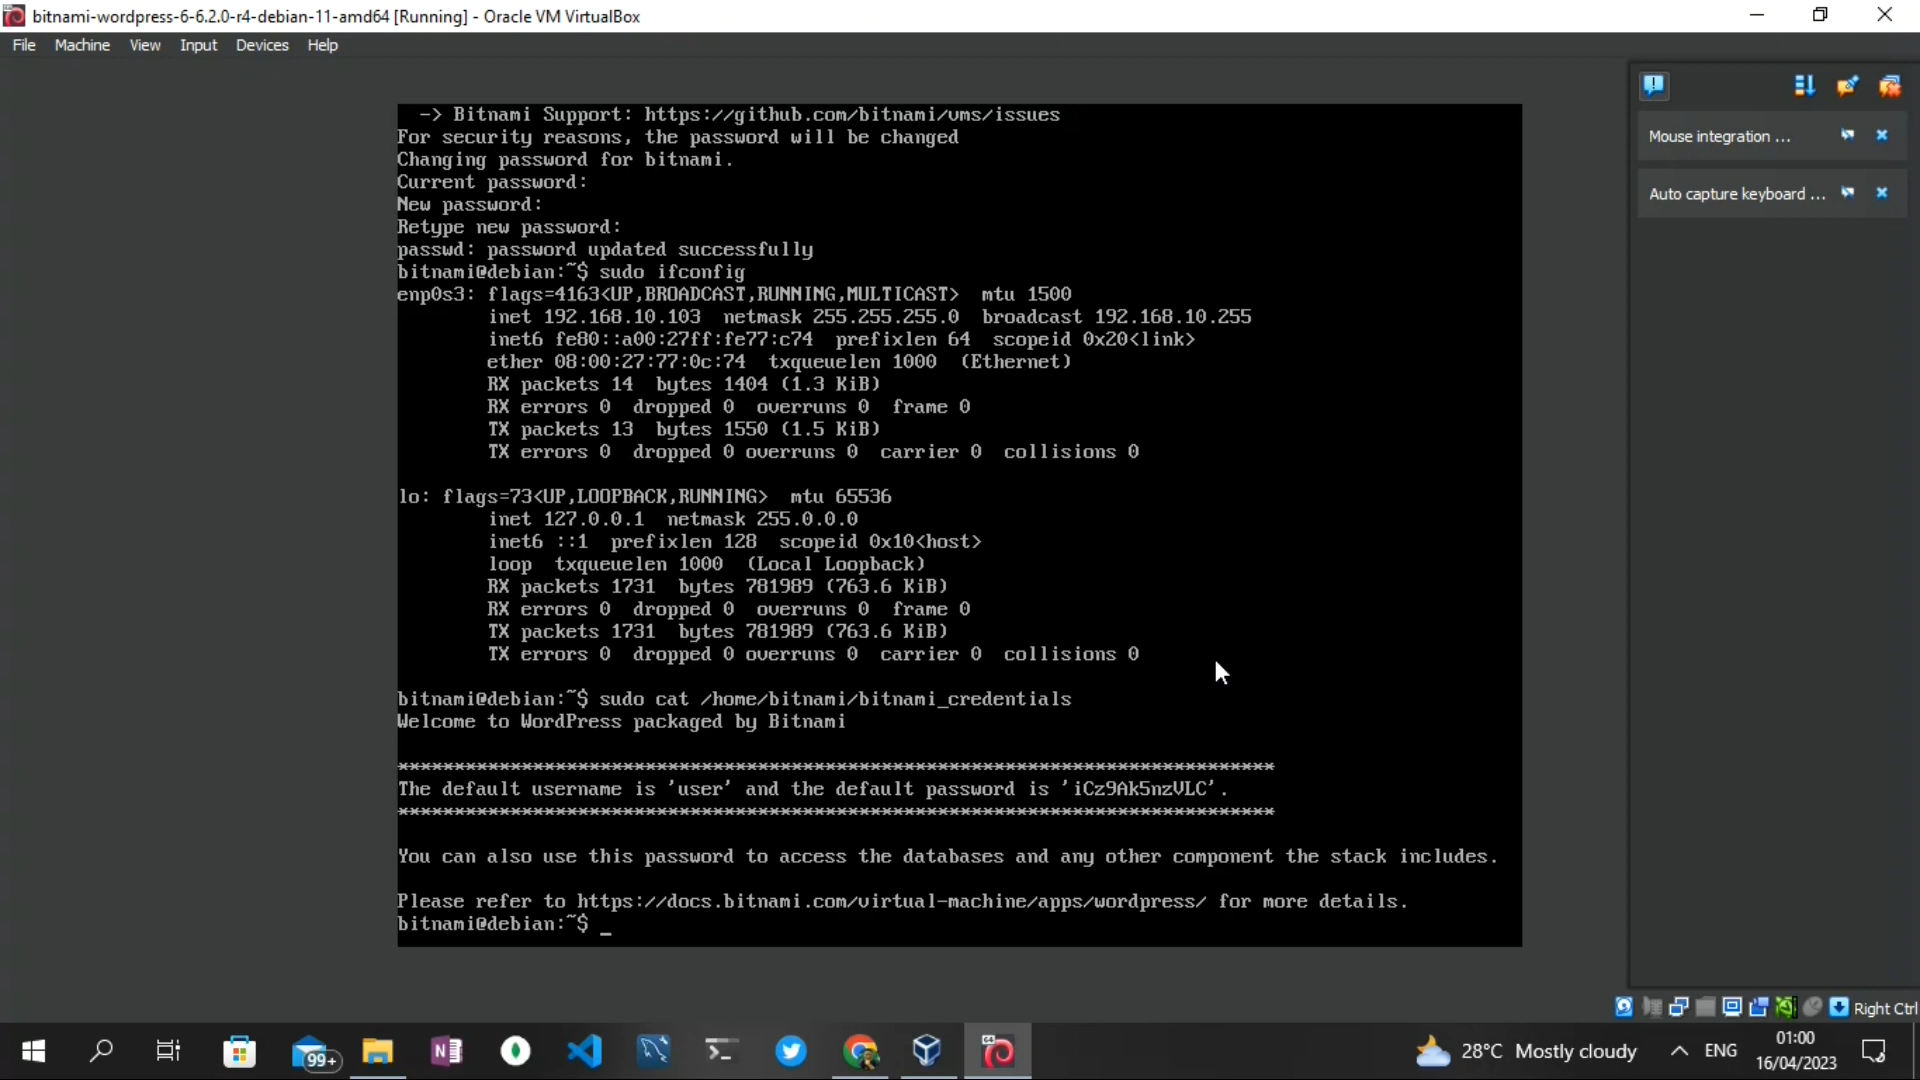 bitnami-wordpress-6-6.2.0-r4-debian-11-amd64 [Running] - Oracle VM VirtualBox
File Machine View Input Devices Help
-> Bitnami Support: https://github.com/bitnami/vms/issues
For security reasons, the password will be changed
Changing password for bitnami.
Current password:
New password:
Retype new password:
passwd: password updated successfully
bitnami@debian:~$ sudo ifconfig
enp0s3: flags=4163<UP,BROADCAST,RUNNING,MULTICAST>  mtu 1500
inet 192.168.10.103  netmask 255.255.255.0  broadcast 192.168.10.255
inet6 fe80::a00:27ff:fe77:c74  prefixlen 64  scopeid 0x20<link>
ether 08:00:27:77:0c:74  txqueuelen 1000  (Ethernet)
RX packets 14  bytes 1404 (1.3 KiB)
RX errors 0  dropped 0  overruns 0  frame 0
TX packets 13  bytes 1550 (1.5 KiB)
TX errors 0  dropped 0 overruns 0  carrier 0  collisions 0
lo: flags=73<UP,LOOPBACK,RUNNING>  mtu 65536
inet 127.0.0.1  netmask 255.0.0.0
inet6 ::1  prefixlen 128  scopeid 0x10<host>
loop  txqueuelen 1000  (Local Loopback)
RX packets 1731  bytes 781989 (763.6 KiB)
RX errors 0  dropped 0  overruns 0  frame 0
TX packets 1731  bytes 781989 (763.6 KiB)
TX errors 0  dropped 0 overruns 0  carrier 0  collisions 0
bitnami@debian:~$ sudo cat /home/bitnami/bitnami_credentials
Welcome to WordPress packaged by Bitnami
******************************************************************************
The default username is 'user' and the default password is 'iCz9Ak5nzVLC'.
******************************************************************************
You can also use this password to access the databases and any other component the stack includes.
Please refer to https://docs.bitnami.com/virtual-machine/apps/wordpress/ for more details.
bitnami@debian:~$ _
Mouse integration ...
Auto capture keyboard ...
Right Ctrl
99+
28°C Mostly cloudy
ENG
01:00
16/04/2023